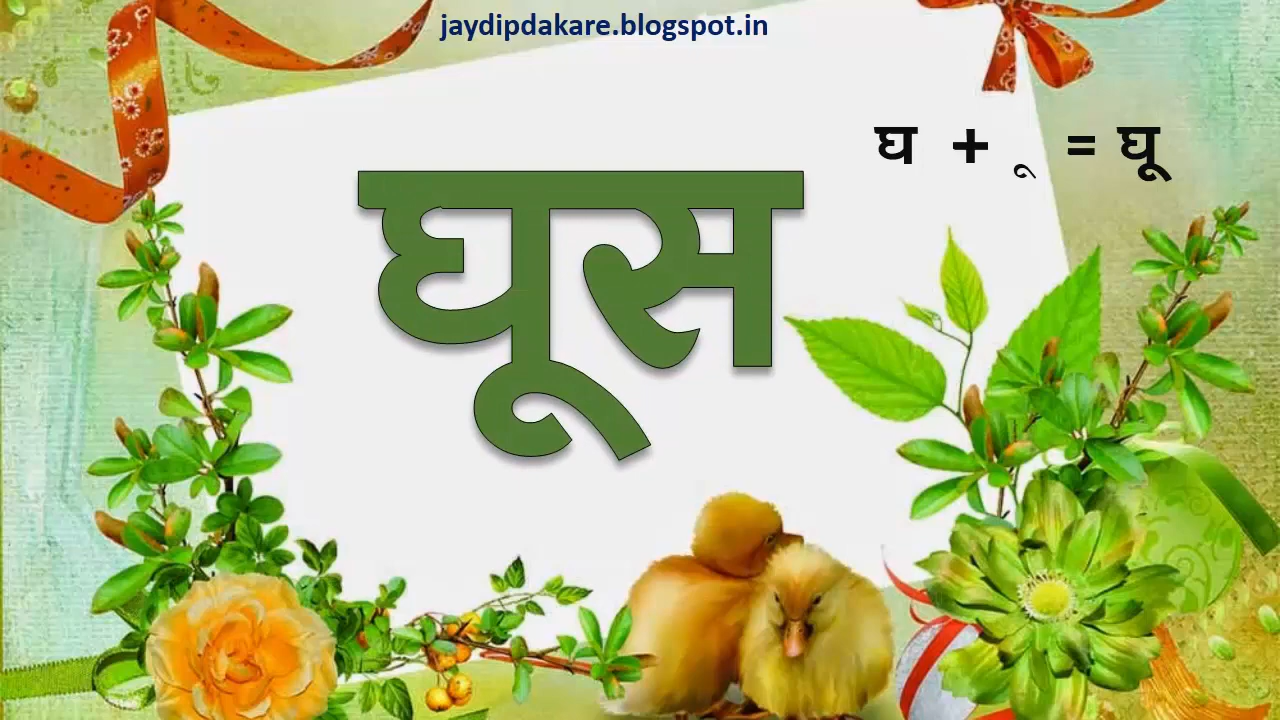 jaydipdakare.blogspot.in
घ + ू = घू
घूस